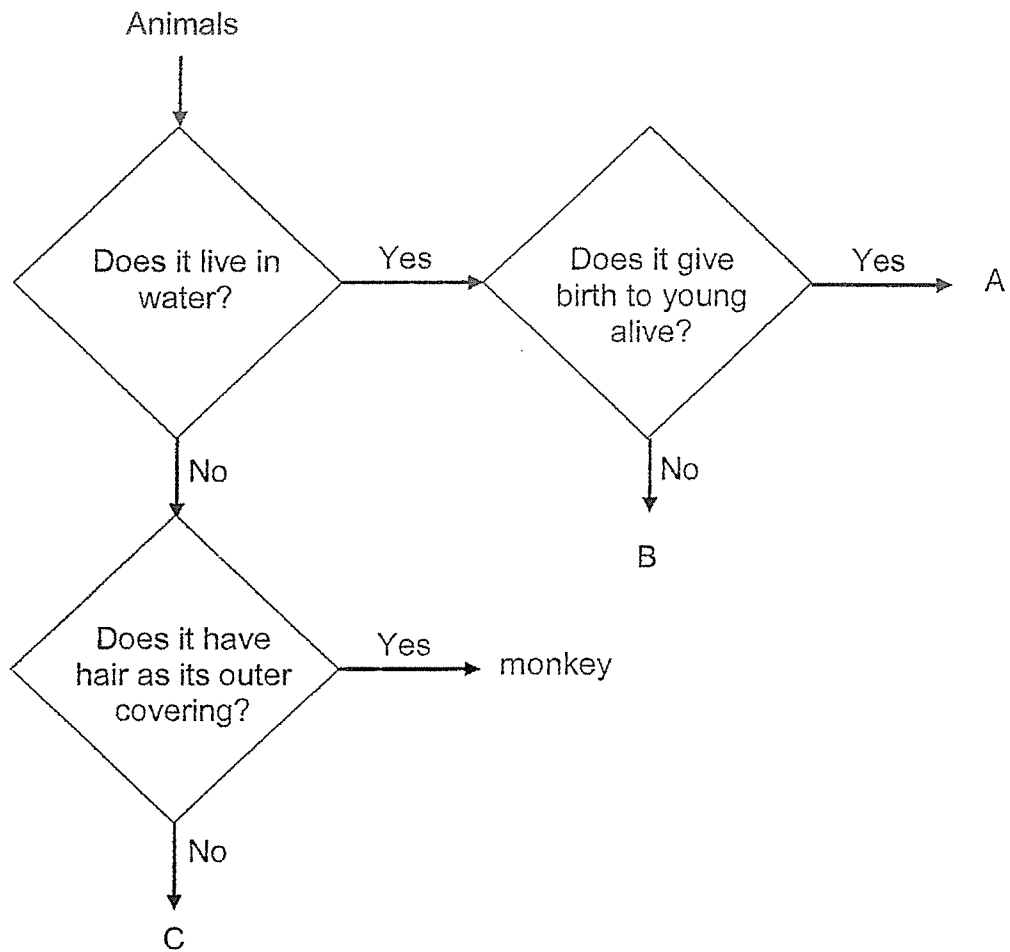 Animals
Does it live in
water?
Yes
Does it give
birth to young
alive?
Yes
A
No
No
B
Does it have
hair as its outer
covering?
Yes
monkey
No
C